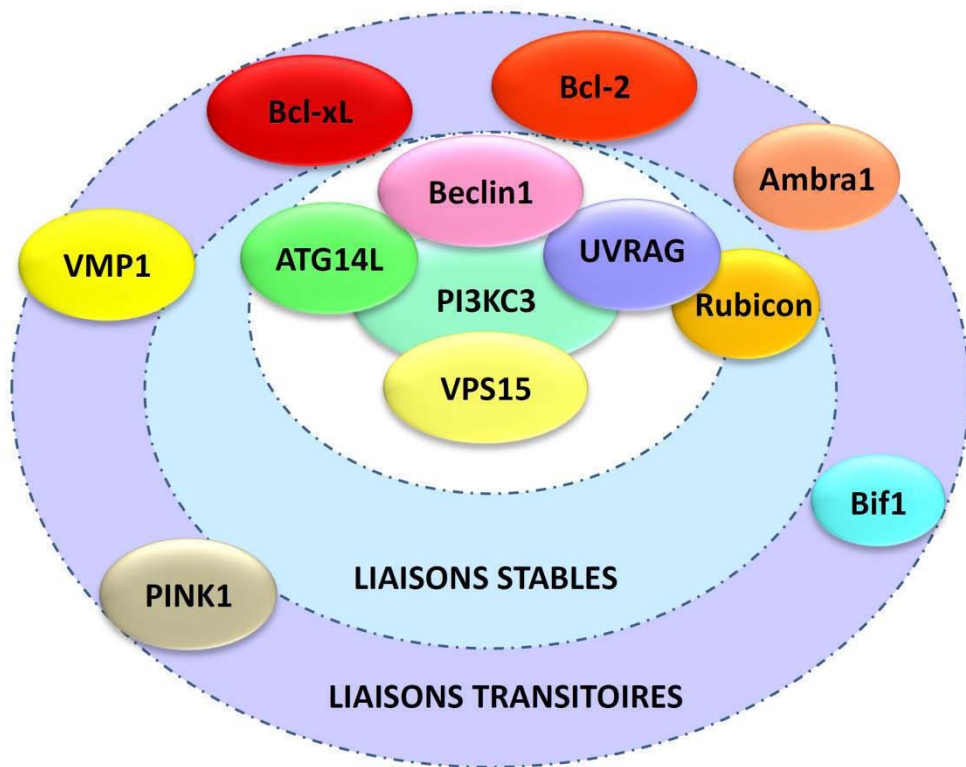 Bcl-xL
Bcl-2
Ambra1
Beclin1
VMP1
ATG14L
UVRAG
PI3KC3
Rubicon
VPS15
Bif1
LIAISONS STABLES
PINK1
LIAISONS TRANSITOIRES